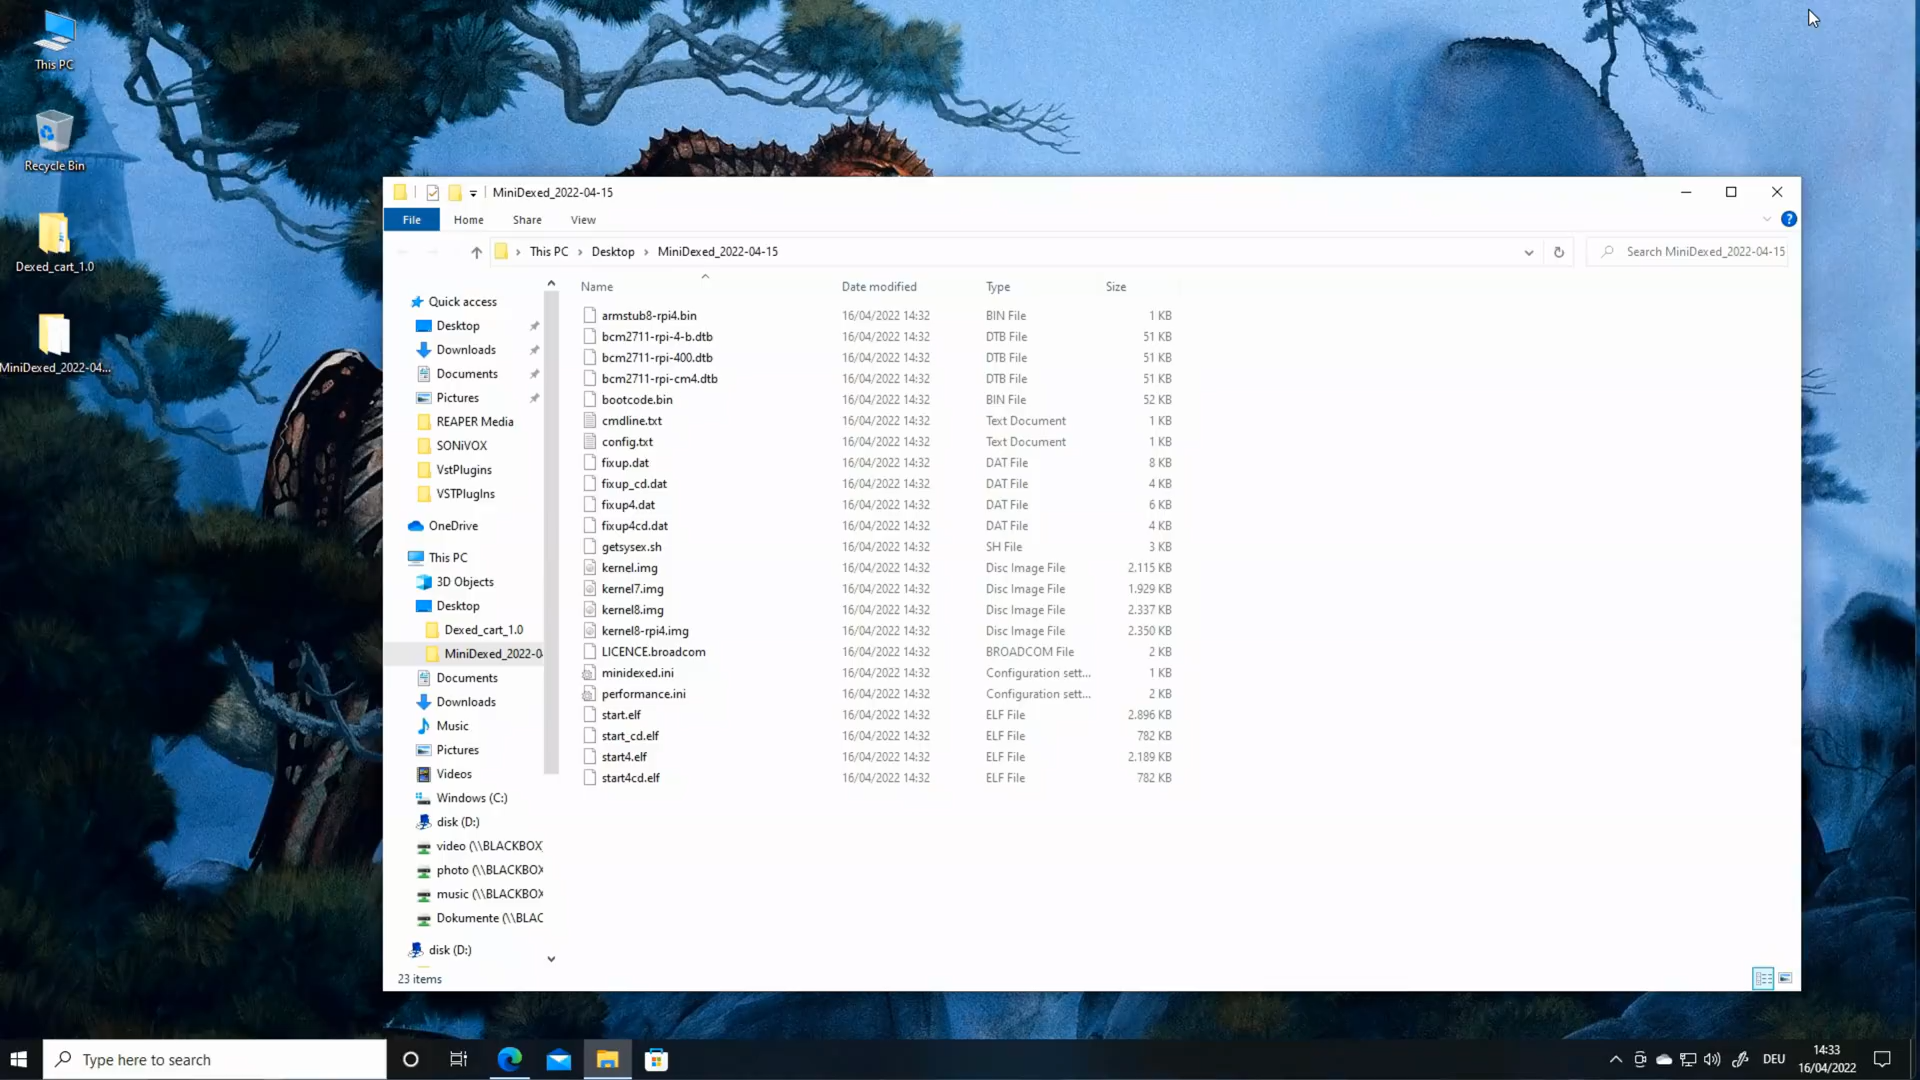 This PC
Recycle Bin
Dexed_cart_1.0
MiniDexed_2022-04...
MiniDexed_2022-04-15
File Home Share View
This PC Desktop MiniDexed_2022-04-15
Search MiniDexed_2022-04-15
Quick access
Desktop
Downloads
Documents
Pictures
REAPER Media
SONiVOX
VstPlugins
VSTPlugIns
OneDrive
This PC
3D Objects
Desktop
Dexed_cart_1.0
MiniDexed_2022-0
Documents
Downloads
Music
Pictures
Videos
Windows (C:)
disk (D:)
video (\\BLACKBOX)
photo (\\BLACKBOX
music (\\BLACKBOX
Dokumente (\\BLAC
disk (D:)
Name Date modified Type Size
armstub8-rpi4.bin 16/04/2022 14:32 BIN File 1 KB
bcm2711-rpi-4-b.dtb 16/04/2022 14:32 DTB File 51 KB
bcm2711-rpi-400.dtb 16/04/2022 14:32 DTB File 51 KB
bcm2711-rpi-cm4.dtb 16/04/2022 14:32 DTB File 51 KB
bootcode.bin 16/04/2022 14:32 BIN File 52 KB
cmdline.txt 16/04/2022 14:32 Text Document 1 KB
config.txt 16/04/2022 14:32 Text Document 1 KB
fixup.dat 16/04/2022 14:32 DAT File 8 KB
fixup_cd.dat 16/04/2022 14:32 DAT File 4 KB
fixup4.dat 16/04/2022 14:32 DAT File 6 KB
fixup4cd.dat 16/04/2022 14:32 DAT File 4 KB
getsysex.sh 16/04/2022 14:32 SH File 3 KB
kernel.img 16/04/2022 14:32 Disc Image File 2.115 KB
kernel7.img 16/04/2022 14:32 Disc Image File 1.929 KB
kernel8.img 16/04/2022 14:32 Disc Image File 2.337 KB
kernel8-rpi4.img 16/04/2022 14:32 Disc Image File 2.350 KB
LICENCE.broadcom 16/04/2022 14:32 BROADCOM File 2 KB
minidexed.ini 16/04/2022 14:32 Configuration sett... 1 KB
performance.ini 16/04/2022 14:32 Configuration sett... 2 KB
start.elf 16/04/2022 14:32 ELF File 2.896 KB
start_cd.elf 16/04/2022 14:32 ELF File 782 KB
start4.elf 16/04/2022 14:32 ELF File 2.189 KB
start4cd.elf 16/04/2022 14:32 ELF File 782 KB
23 items
Type here to search
DEU
14:33
16/04/2022